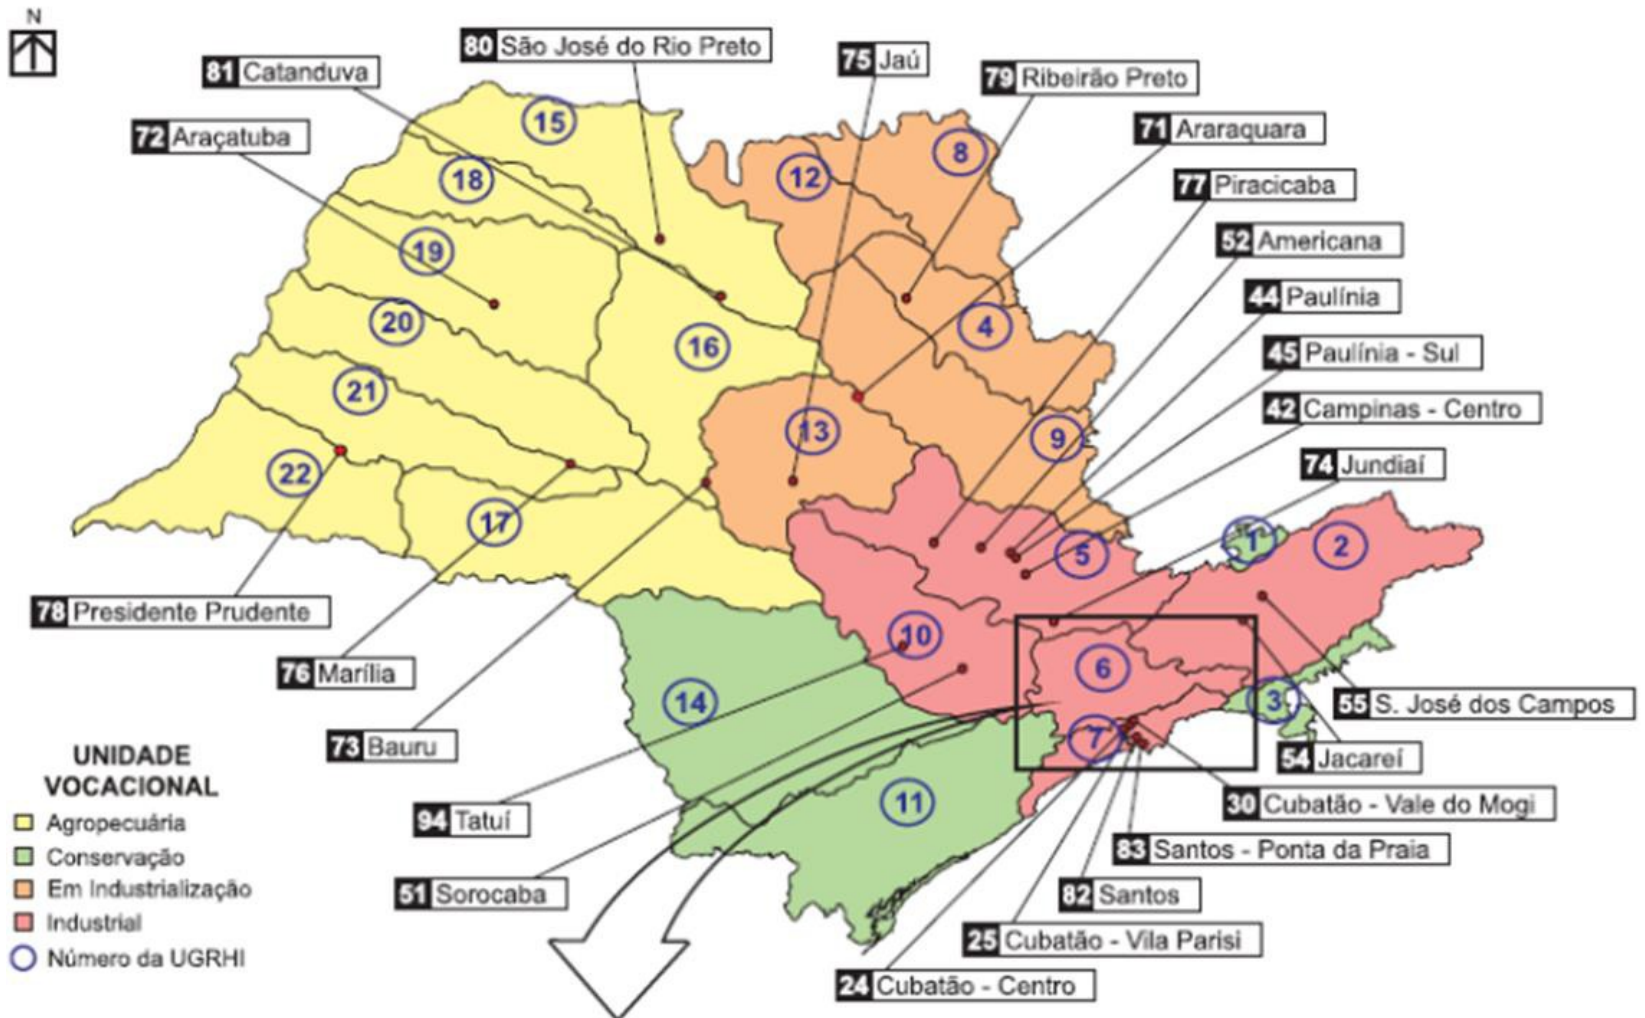 N
80 São José do Rio Preto
75 Jaú
81 Catanduva
79 Ribeirão Preto
72 Araçatuba
71 Araraquara
15
8
12
18
77 Piracicaba
19
52 Americana
44 Paulínia
20
4
16
45 Paulínia - Sul
21
42 Campinas - Centro
13
9
74 Jundiaí
22
17
5
1
2
78 Presidente Prudente
10
6
76 Marília
14
3
55 S. José dos Campos
73 Bauru
7
54 Jacareí
UNIDADE
VOCACIONAL
Agropecuária
Conservação
Em Industrialização
Industrial
Número da UGRHI
11
30 Cubatão - Vale do Mogi
94 Tatuí
83 Santos - Ponta da Praia
51 Sorocaba
82 Santos
25 Cubatão - Vila Parisi
24 Cubatão - Centro